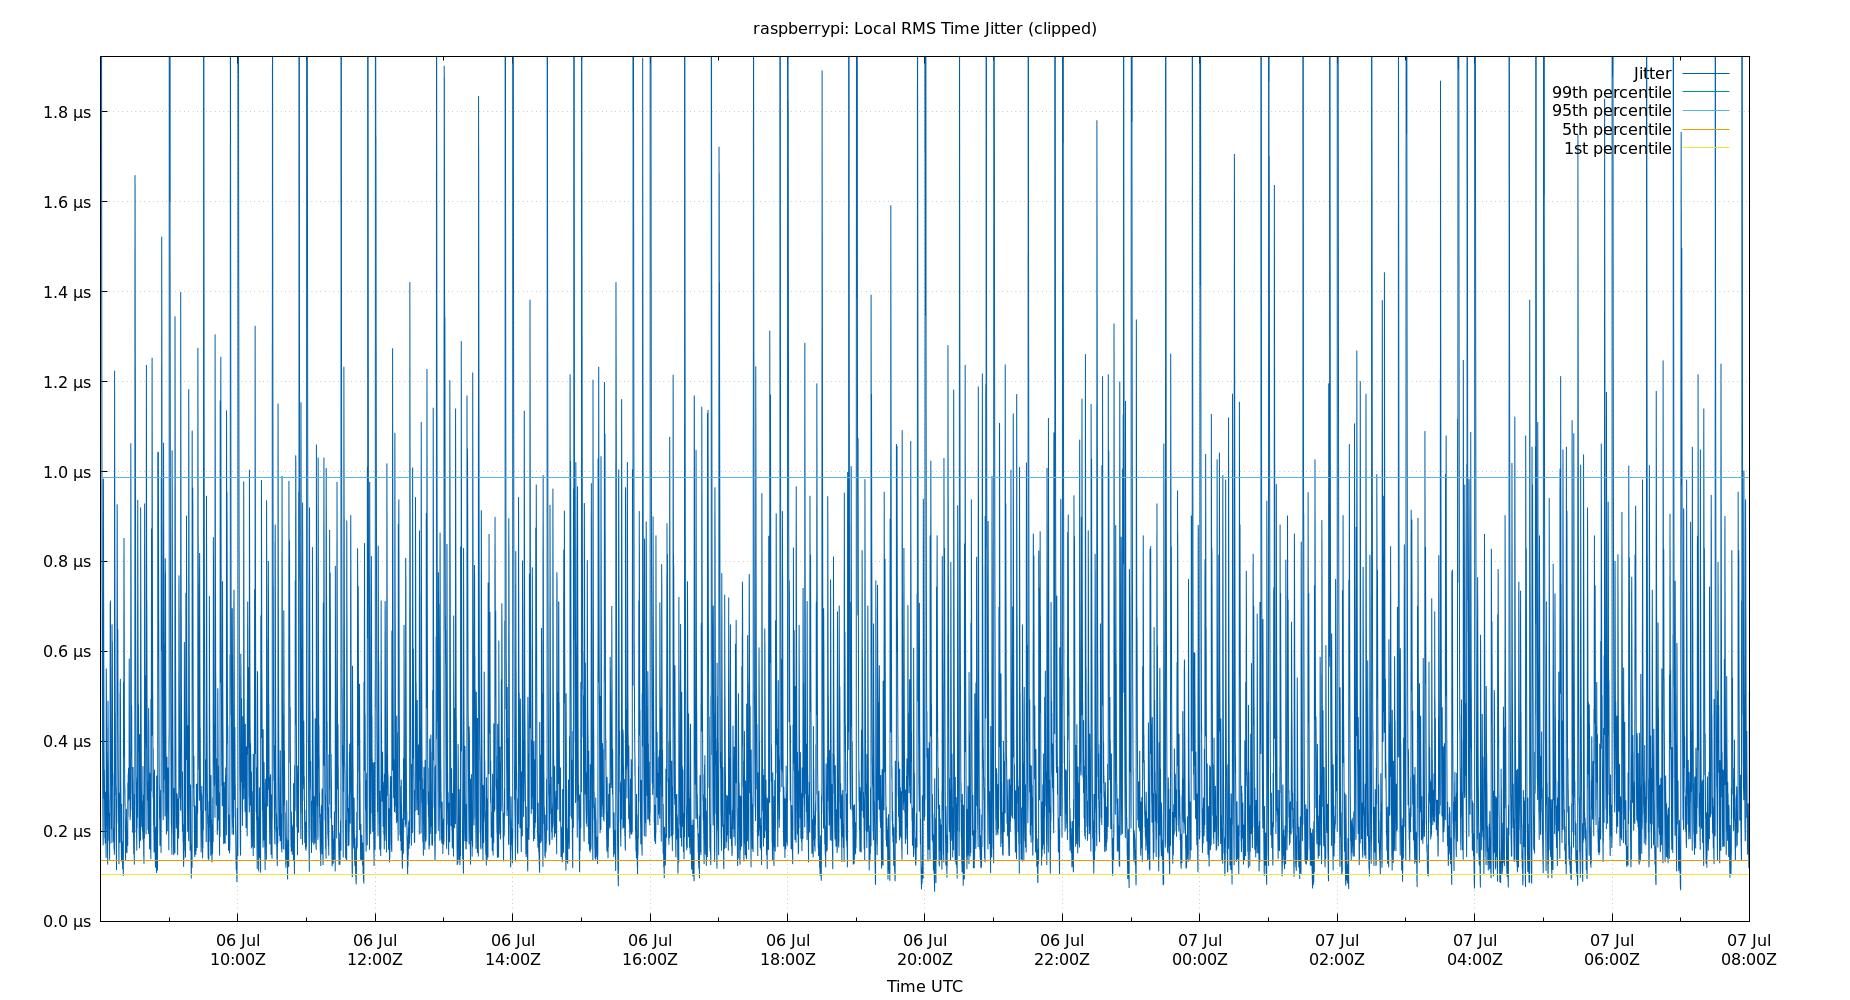 raspberrypi: Local RMS Time Jitter (clipped)
Jitter
99th percentile
95th percentile
5th percentile
1st percentile
1.8 µs
1.6 µs
1.4 µs
1.2 µs
1.0 µs
0.8 µs
0.6 µs
0.4 µs
0.2 µs
0.0 µs
06 Jul 06 Jul 06 Jul 06 Jul 06 Jul 06 Jul 06 Jul 07 Jul 07 Jul 07 Jul 07 Jul 07 Jul
10:00Z 12:00Z 14:00Z 16:00Z 18:00Z 20:00Z 22:00Z 00:00Z 02:00Z 04:00Z 06:00Z 08:00Z
Time UTC